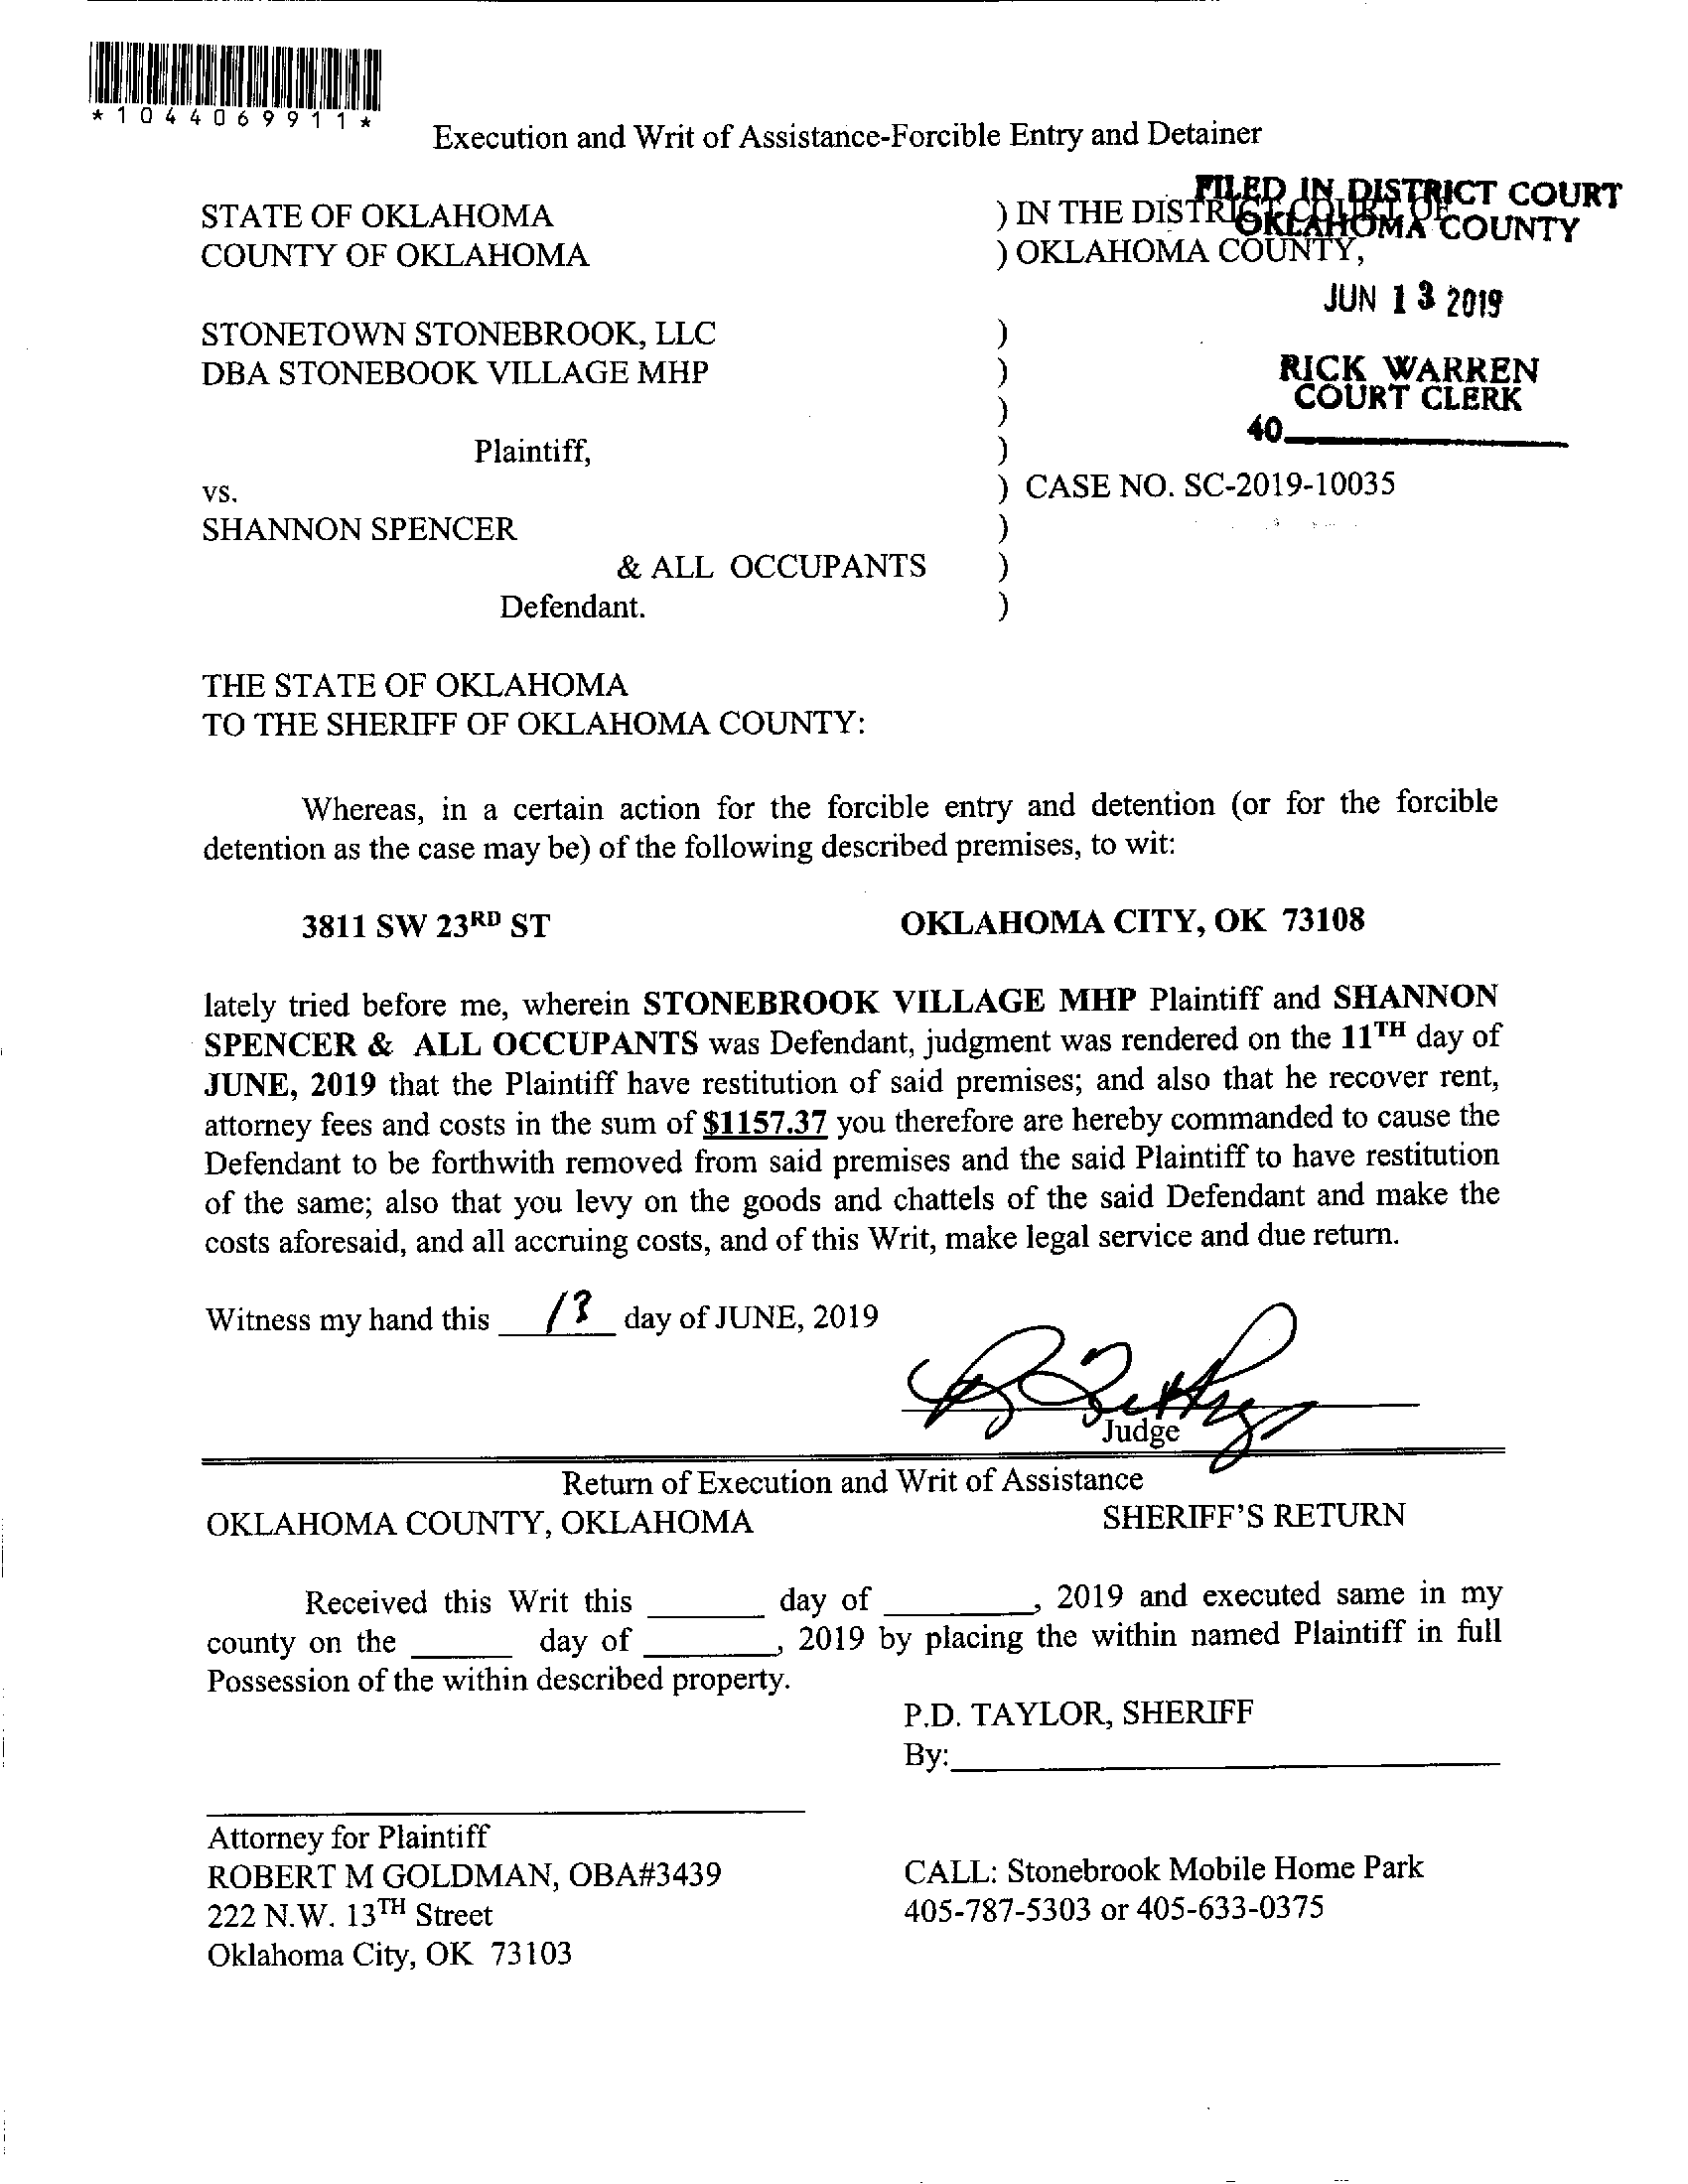 *1044069911*
Execution and Writ of Assistance-Forcible Entry and Detainer
FILED IN DISTRICT COURT
OKLAHOMA COUNTY
STATE OF OKLAHOMA ) IN THE DISTRICT COURT OF
COUNTY OF OKLAHOMA ) OKLAHOMA COUNTY,
JUN 13 2019
STONETOWN STONEBROOK, LLC )
DBA STONEBOOK VILLAGE MHP )
RICK WARREN
COURT CLERK
)
40
Plaintiff, )
vs. ) CASE NO. SC-2019-10035
SHANNON SPENCER )
& ALL OCCUPANTS )
Defendant. )
THE STATE OF OKLAHOMA
TO THE SHERIFF OF OKLAHOMA COUNTY:
Whereas, in a certain action for the forcible entry and detention (or for the forcible
detention as the case may be) of the following described premises, to wit:
3811 SW 23RD ST OKLAHOMA CITY, OK 73108
lately tried before me, wherein STONEBROOK VILLAGE MHP Plaintiff and SHANNON
SPENCER & ALL OCCUPANTS was Defendant, judgment was rendered on the 11TH day of
JUNE, 2019 that the Plaintiff have restitution of said premises; and also that he recover rent,
attorney fees and costs in the sum of $1157.37 you therefore are hereby commanded to cause the
Defendant to be forthwith removed from said premises and the said Plaintiff to have restitution
of the same; also that you levy on the goods and chattels of the said Defendant and make the
costs aforesaid, and all accruing costs, and of this Writ, make legal service and due return.
Witness my hand this 13 day of JUNE, 2019
Judge
Return of Execution and Writ of Assistance
OKLAHOMA COUNTY, OKLAHOMA SHERIFF'S RETURN
Received this Writ this ______ day of ________, 2019 and executed same in my
county on the ______ day of ________, 2019 by placing the within named Plaintiff in full
Possession of the within described property.
P.D. TAYLOR, SHERIFF
By:
Attorney for Plaintiff
ROBERT M GOLDMAN, OBA#3439
CALL: Stonebrook Mobile Home Park
222 N.W. 13TH Street
405-787-5303 or 405-633-0375
Oklahoma City, OK 73103